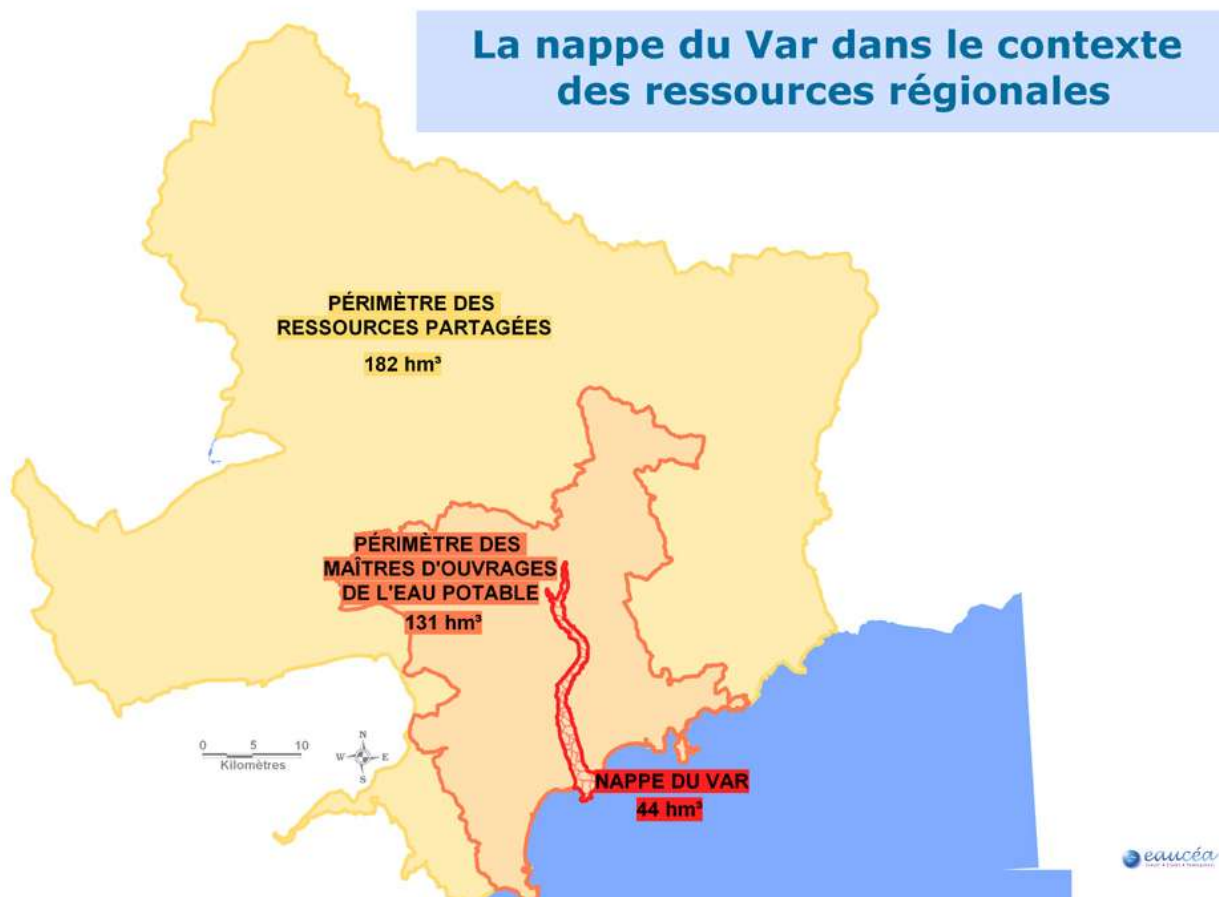 La nappe du Var dans le contexte
des ressources régionales
PÉRIMÈTRE DES
RESSOURCES PARTAGÉES
182 hm³
PÉRIMÈTRE DES
MAÎTRES D'OUVRAGES
DE L'EAU POTABLE
131 hm³
0 5 10
Kilomètres
N
W E
S
NAPPE DU VAR
44 hm³
eaucéa